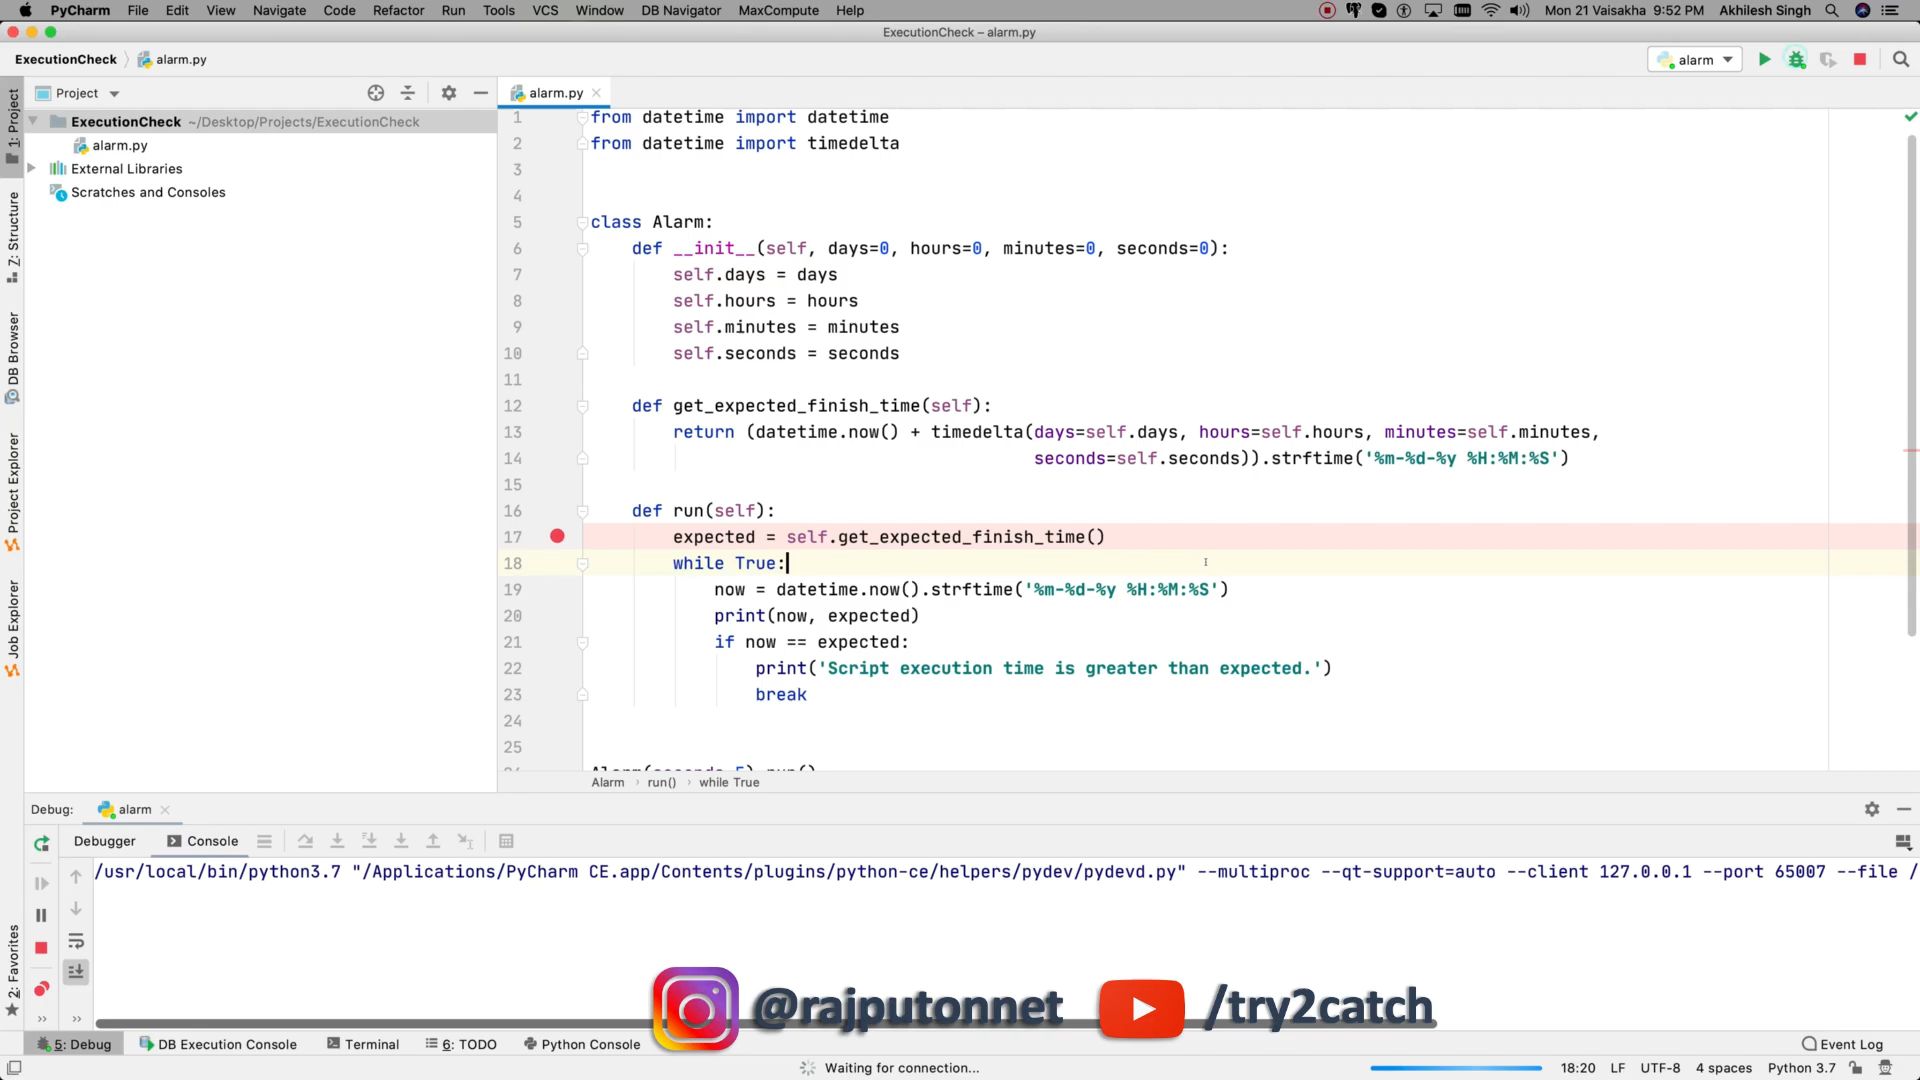 PyCharm File Edit View Navigate Code Refactor Run Tools VCS Window DB Navigator MaxCompute Help Mon 21 Vaisakha 9:52 PM Akhilesh Singh
ExecutionCheck – alarm.py
ExecutionCheck alarm.py alarm
Project alarm.py
ExecutionCheck ~/Desktop/Projects/ExecutionCheck
alarm.py
External Libraries
Scratches and Consoles
1: Project
7: Structure
DB Browser
Project Explorer
Job Explorer
2: Favorites
1 from datetime import datetime
2 from datetime import timedelta
3
4
5 class Alarm:
6 def __init__(self, days=0, hours=0, minutes=0, seconds=0):
7 self.days = days
8 self.hours = hours
9 self.minutes = minutes
10 self.seconds = seconds
11
12 def get_expected_finish_time(self):
13 return (datetime.now() + timedelta(days=self.days, hours=self.hours, minutes=self.minutes,
14 seconds=self.seconds)).strftime('%m-%d-%y %H:%M:%S')
15
16 def run(self):
17 expected = self.get_expected_finish_time()
18 while True:
19 now = datetime.now().strftime('%m-%d-%y %H:%M:%S')
20 print(now, expected)
21 if now == expected:
22 print('Script execution time is greater than expected.')
23 break
24
25
Alarm › run() › while True
Debug: alarm
Debugger Console
/usr/local/bin/python3.7 "/Applications/PyCharm CE.app/Contents/plugins/python-ce/helpers/pydev/pydevd.py" --multiproc --qt-support=auto --client 127.0.0.1 --port 65007 --file /
@rajputonnet /try2catch
5: Debug DB Execution Console Terminal 6: TODO Python Console Event Log
Waiting for connection... 18:20 LF UTF-8 4 spaces Python 3.7